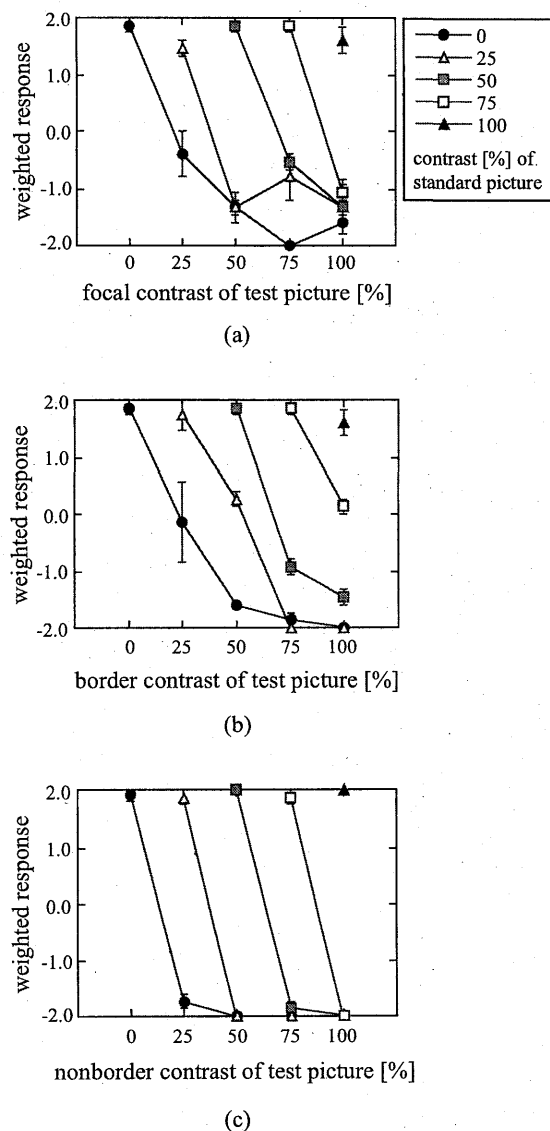 2.0
1.0
0.0
-1.0
-2.0
weighted response
0 25 50 75 100
focal contrast of test picture [%]
(a)
0
25
50
75
100
contrast [%] of
standard picture
2.0
1.0
0.0
-1.0
-2.0
weighted response
0 25 50 75 100
border contrast of test picture [%]
(b)
2.0
1.0
0.0
-1.0
-2.0
weighted response
0 25 50 75 100
nonborder contrast of test picture [%]
(c)